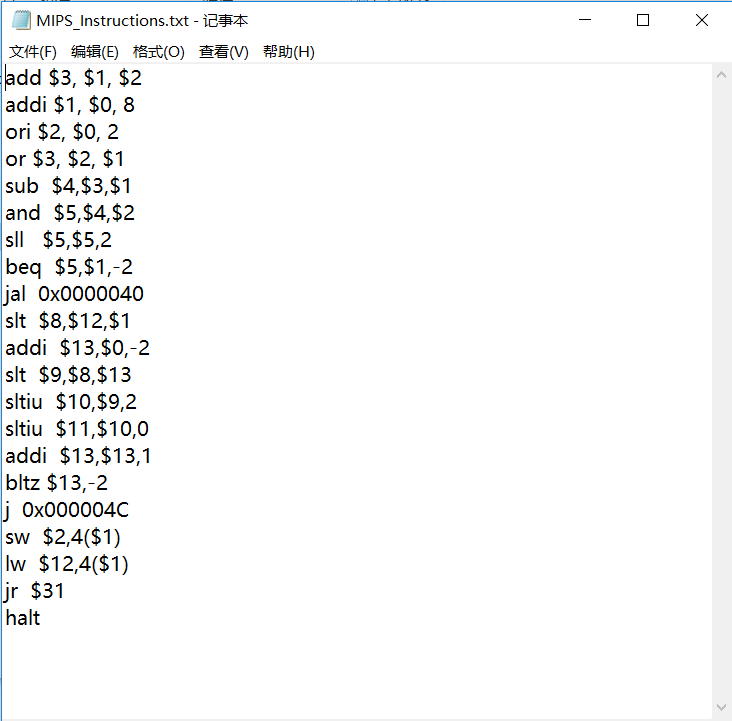 MIPS_Instructions.txt - 记事本
文件(F) 编辑(E) 格式(O) 查看(V) 帮助(H)
add $3, $1, $2
addi $1, $0, 8
ori $2, $0, 2
or $3, $2, $1
sub  $4,$3,$1
and  $5,$4,$2
sll   $5,$5,2
beq  $5,$1,-2
jal  0x0000040
slt  $8,$12,$1
addi  $13,$0,-2
slt  $9,$8,$13
sltiu  $10,$9,2
sltiu  $11,$10,0
addi  $13,$13,1
bltz $13,-2
j  0x000004C
sw  $2,4($1)
lw  $12,4($1)
jr  $31
halt